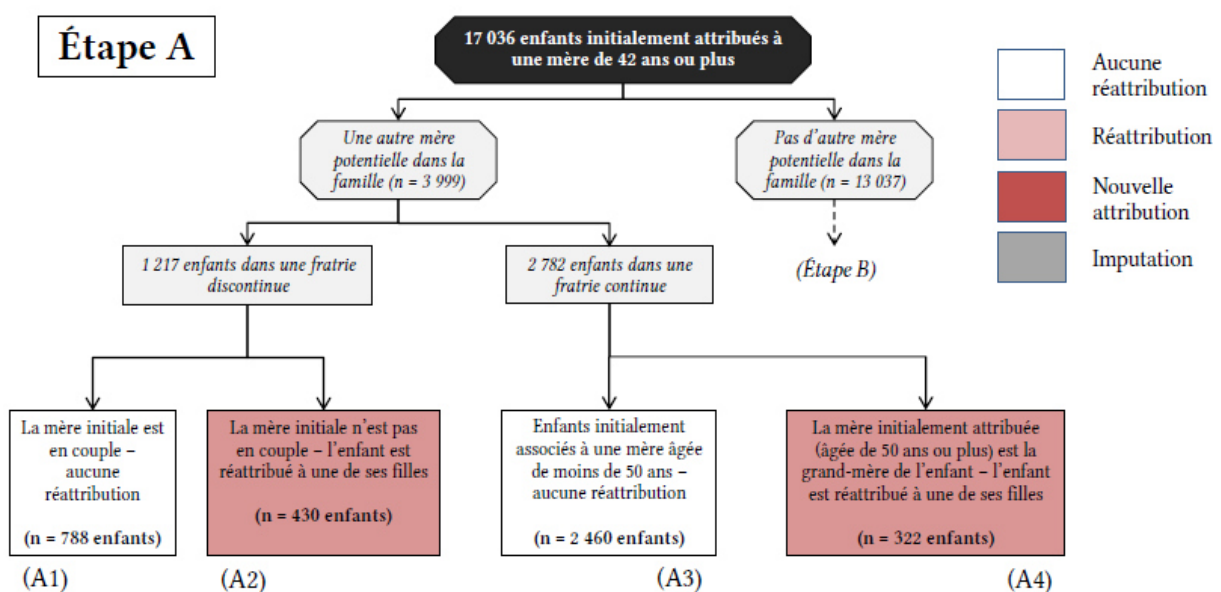 Étape A
17 036 enfants initialement attribués à
une mère de 42 ans ou plus
Aucune
réattribution
Réattribution
Nouvelle
attribution
Imputation
Une autre mère
potentielle dans la
famille (n = 3 999)
Pas d'autre mère
potentielle dans la
famille (n = 13 037)
1 217 enfants dans une fratrie
discontinue
2 782 enfants dans une
fratrie continue
(Étape B)
La mère initiale est
en couple –
aucune
réattribution
(n = 788 enfants)
La mère initiale n'est pas
en couple – l'enfant est
réattribué à une de ses filles
(n = 430 enfants)
Enfants initialement
associés à une mère âgée
de moins de 50 ans –
aucune réattribution
(n = 2 460 enfants)
La mère initialement attribuée
(âgée de 50 ans ou plus) est la
grand-mère de l'enfant – l'enfant
est réattribué à une de ses filles
(n = 322 enfants)
(A1)
(A2)
(A3)
(A4)